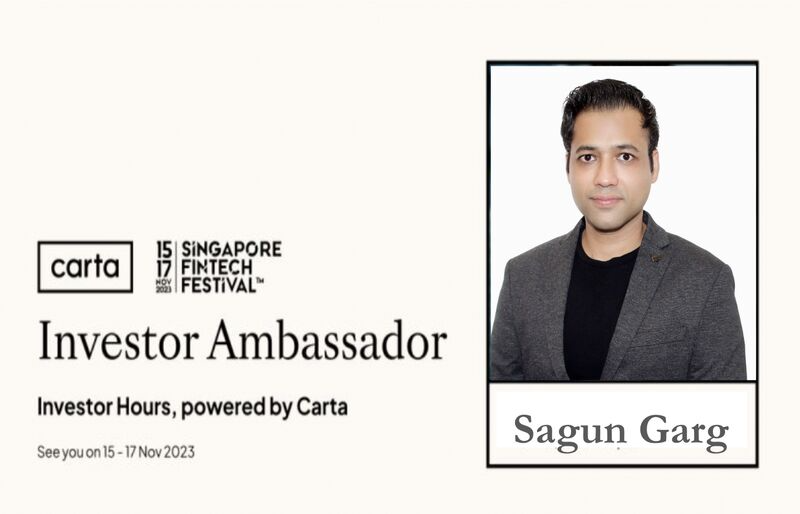 carta
15
17
NOV
2023
SiNGAPORE
FiNTECH
FESTiVAL™
Investor Ambassador
Investor Hours, powered by Carta
See you on 15 - 17 Nov 2023
Sagun Garg